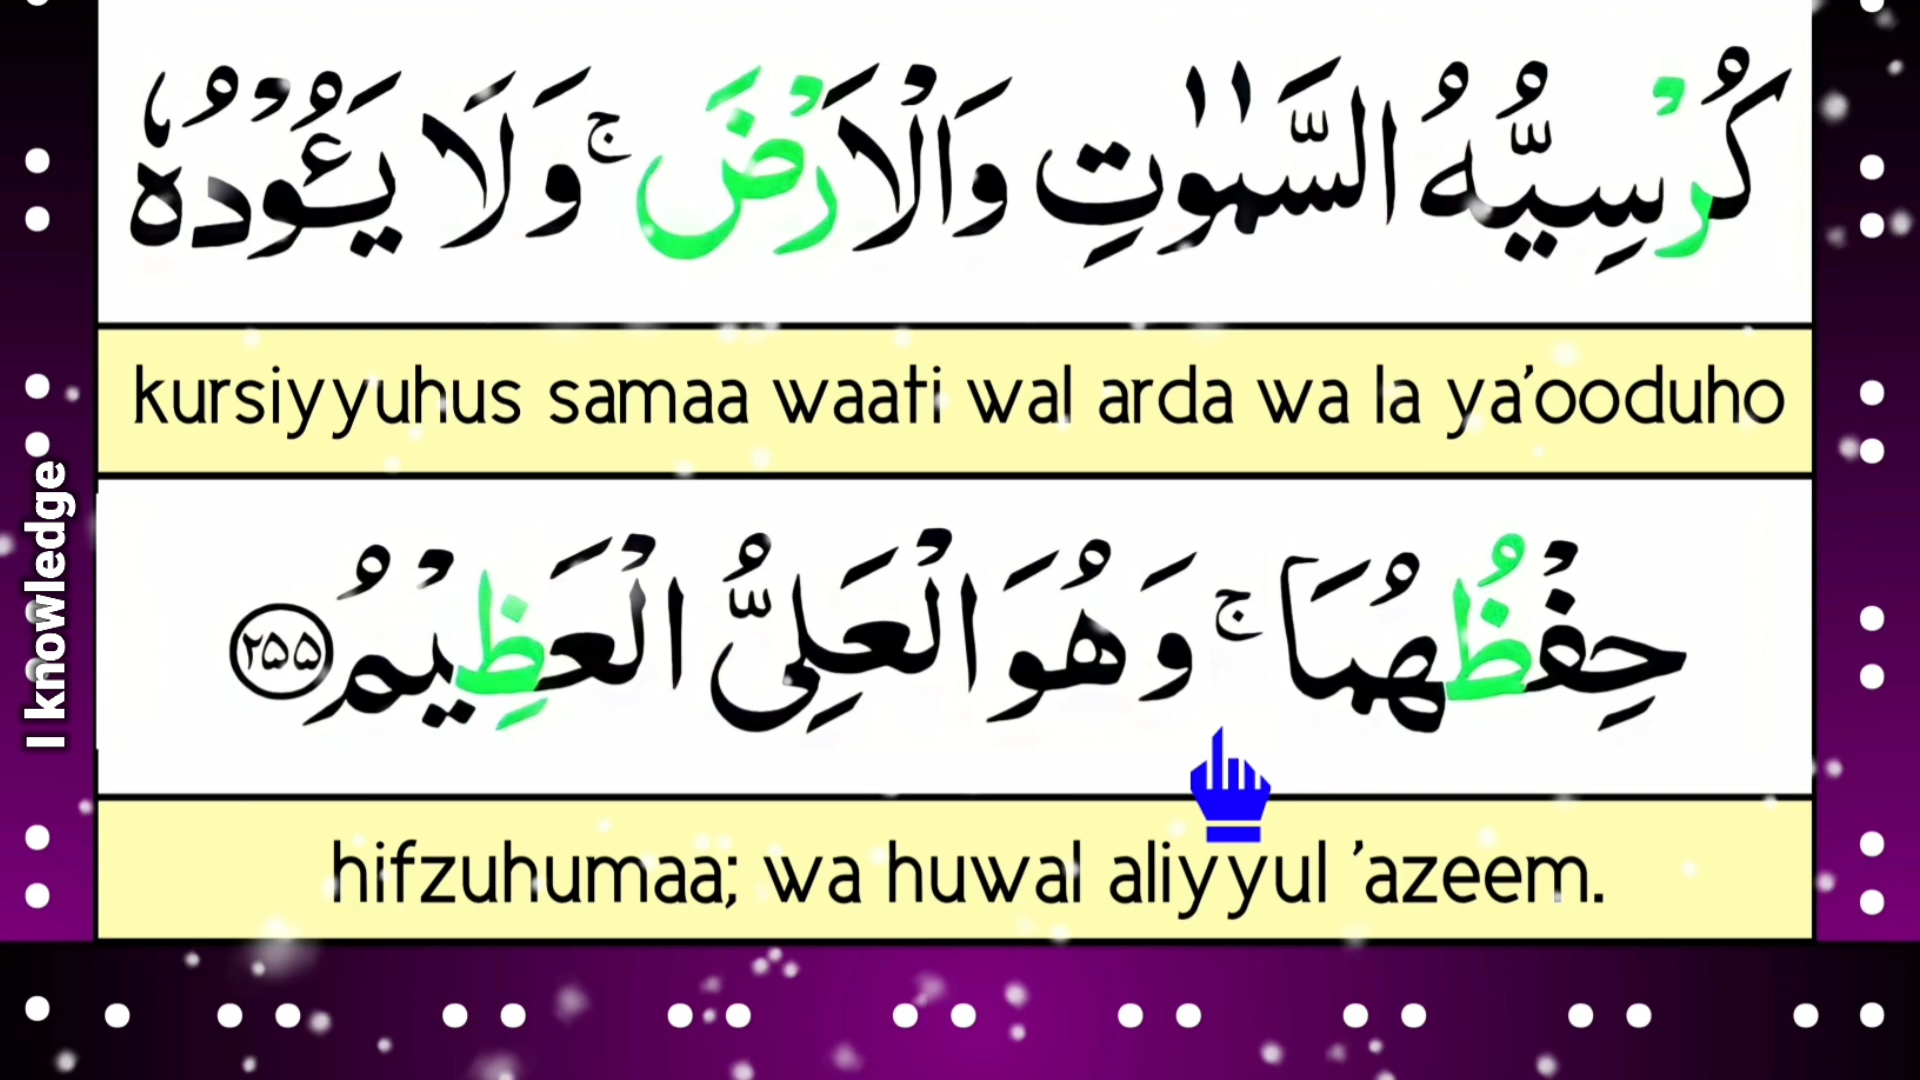 كُرْسِيُّهُ السَّمٰوٰتِ وَالْاَرْضَ ۚ وَلَا يَـُٔوْدُهٗ
kursiyyuhus samaa waati wal arda wa la ya’ooduho
حِفْظُهُمَا ۚ وَهُوَ الْعَلِىُّ الْعَظِيْمُ ۲۵۵
hifzuhumaa; wa huwal aliyyul ’azeem.
I knowledge